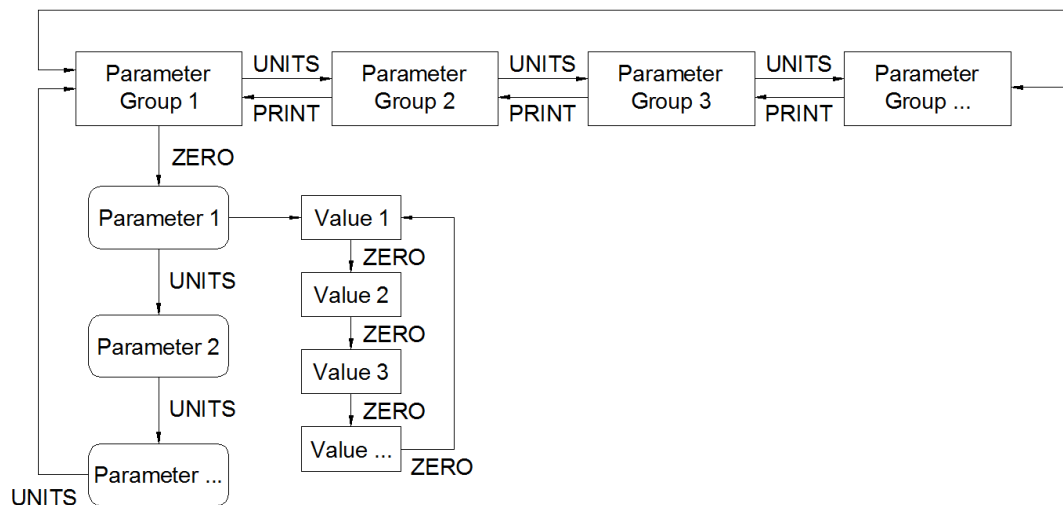 Parameter
Group 1
UNITS
PRINT
Parameter
Group 2
UNITS
PRINT
Parameter
Group 3
UNITS
PRINT
Parameter
Group ...
ZERO
Parameter 1
Value 1
ZERO
UNITS
Value 2
ZERO
Parameter 2
Value 3
UNITS
ZERO
Parameter ...
Value ...
ZERO
UNITS